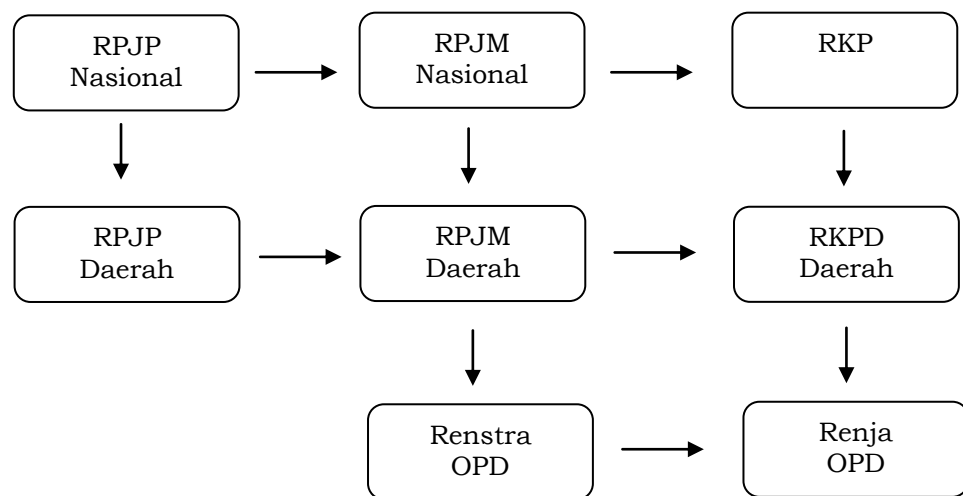 RPJP
Nasional
RPJM
Nasional
RKP
RPJP
Daerah
RPJM
Daerah
RKPD
Daerah
Renstra
OPD
Renja
OPD